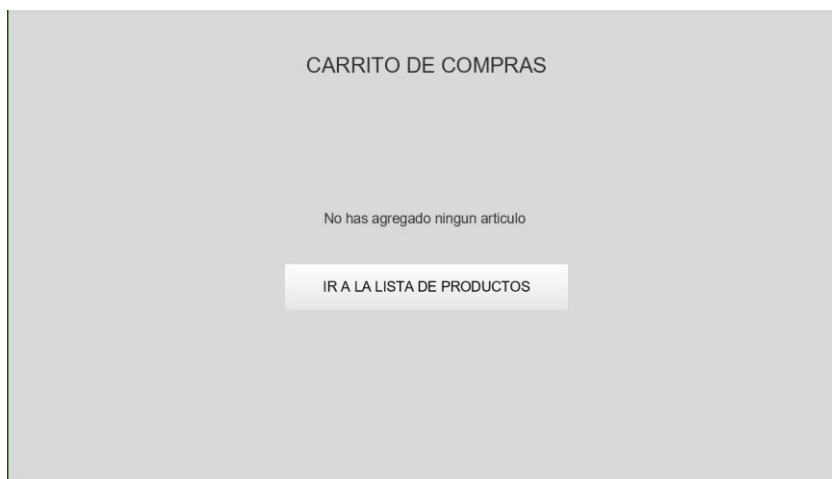 CARRITO DE COMPRAS
No has agregado ningun articulo
IR A LA LISTA DE PRODUCTOS